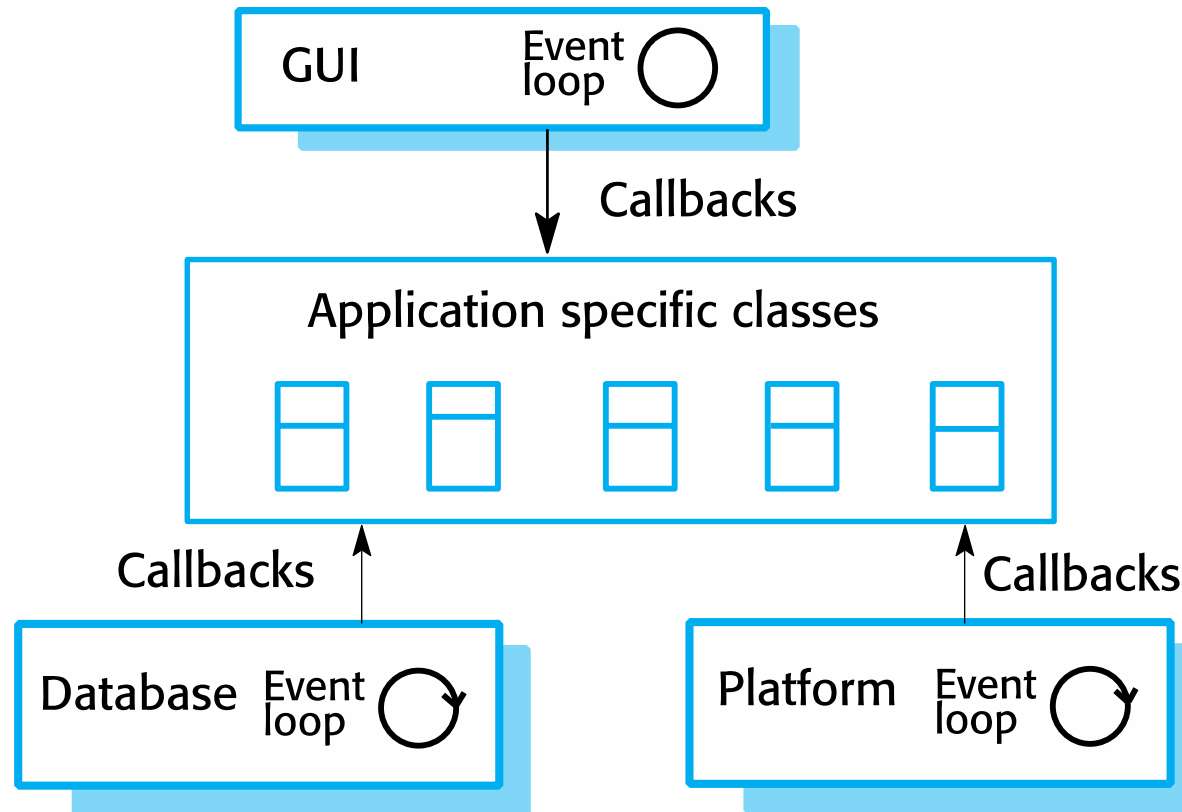 GUI
Event
loop
Callbacks
Application specific classes
Callbacks
Callbacks
Database
Event
loop
Platform
Event
loop